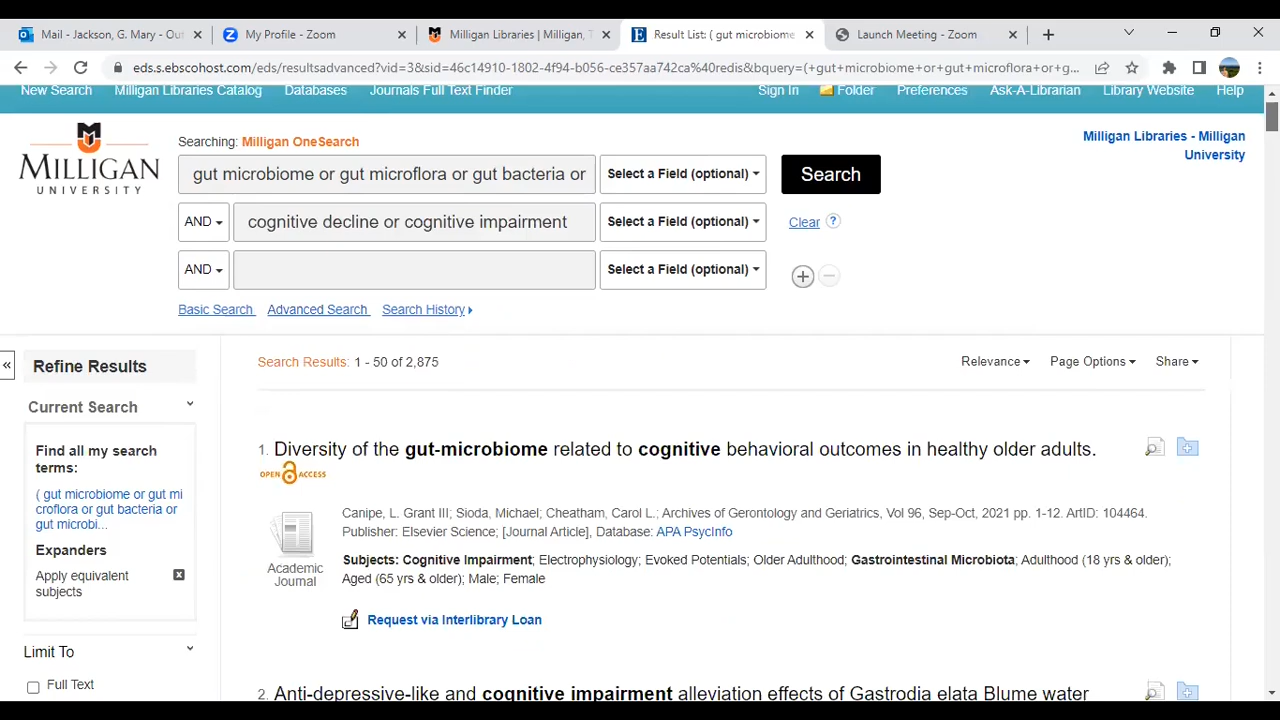 Mail - Jackson, G. Mary - Out
My Profile - Zoom
Milligan Libraries | Milligan, T
Result List: ( gut microbiome
Launch Meeting - Zoom
eds.s.ebscohost.com/eds/resultsadvanced?vid=3&sid=46c14910-1802-4f94-b056-ce357aa742ca%40redis&bquery=(+gut+microbiome+or+gut+microflora+or+g...
New Search Milligan Libraries Catalog Databases Journals Full Text Finder Sign In Folder Preferences Ask-A-Librarian Library Website Help
MILLIGAN
UNIVERSITY
Searching: Milligan OneSearch
Milligan Libraries - Milligan
University
gut microbiome or gut microflora or gut bacteria or Select a Field (optional) Search
AND cognitive decline or cognitive impairment Select a Field (optional) Clear ?
AND Select a Field (optional)
Basic Search Advanced Search Search History
Refine Results
Current Search
Find all my search
terms:
( gut microbiome or gut mi
croflora or gut bacteria or
gut microbi...
Expanders
Apply equivalent
subjects
Limit To
Full Text
Search Results: 1 - 50 of 2,875 Relevance Page Options Share
1. Diversity of the gut-microbiome related to cognitive behavioral outcomes in healthy older adults.
OPEN ACCESS
Academic
Journal
Canipe, L. Grant III; Sioda, Michael; Cheatham, Carol L.; Archives of Gerontology and Geriatrics, Vol 96, Sep-Oct, 2021 pp. 1-12. ArtID: 104464.
Publisher: Elsevier Science; [Journal Article], Database: APA PsycInfo
Subjects: Cognitive Impairment; Electrophysiology; Evoked Potentials; Older Adulthood; Gastrointestinal Microbiota; Adulthood (18 yrs & older);
Aged (65 yrs & older); Male; Female
Request via Interlibrary Loan
2. Anti-depressive-like and cognitive impairment alleviation effects of Gastrodia elata Blume water